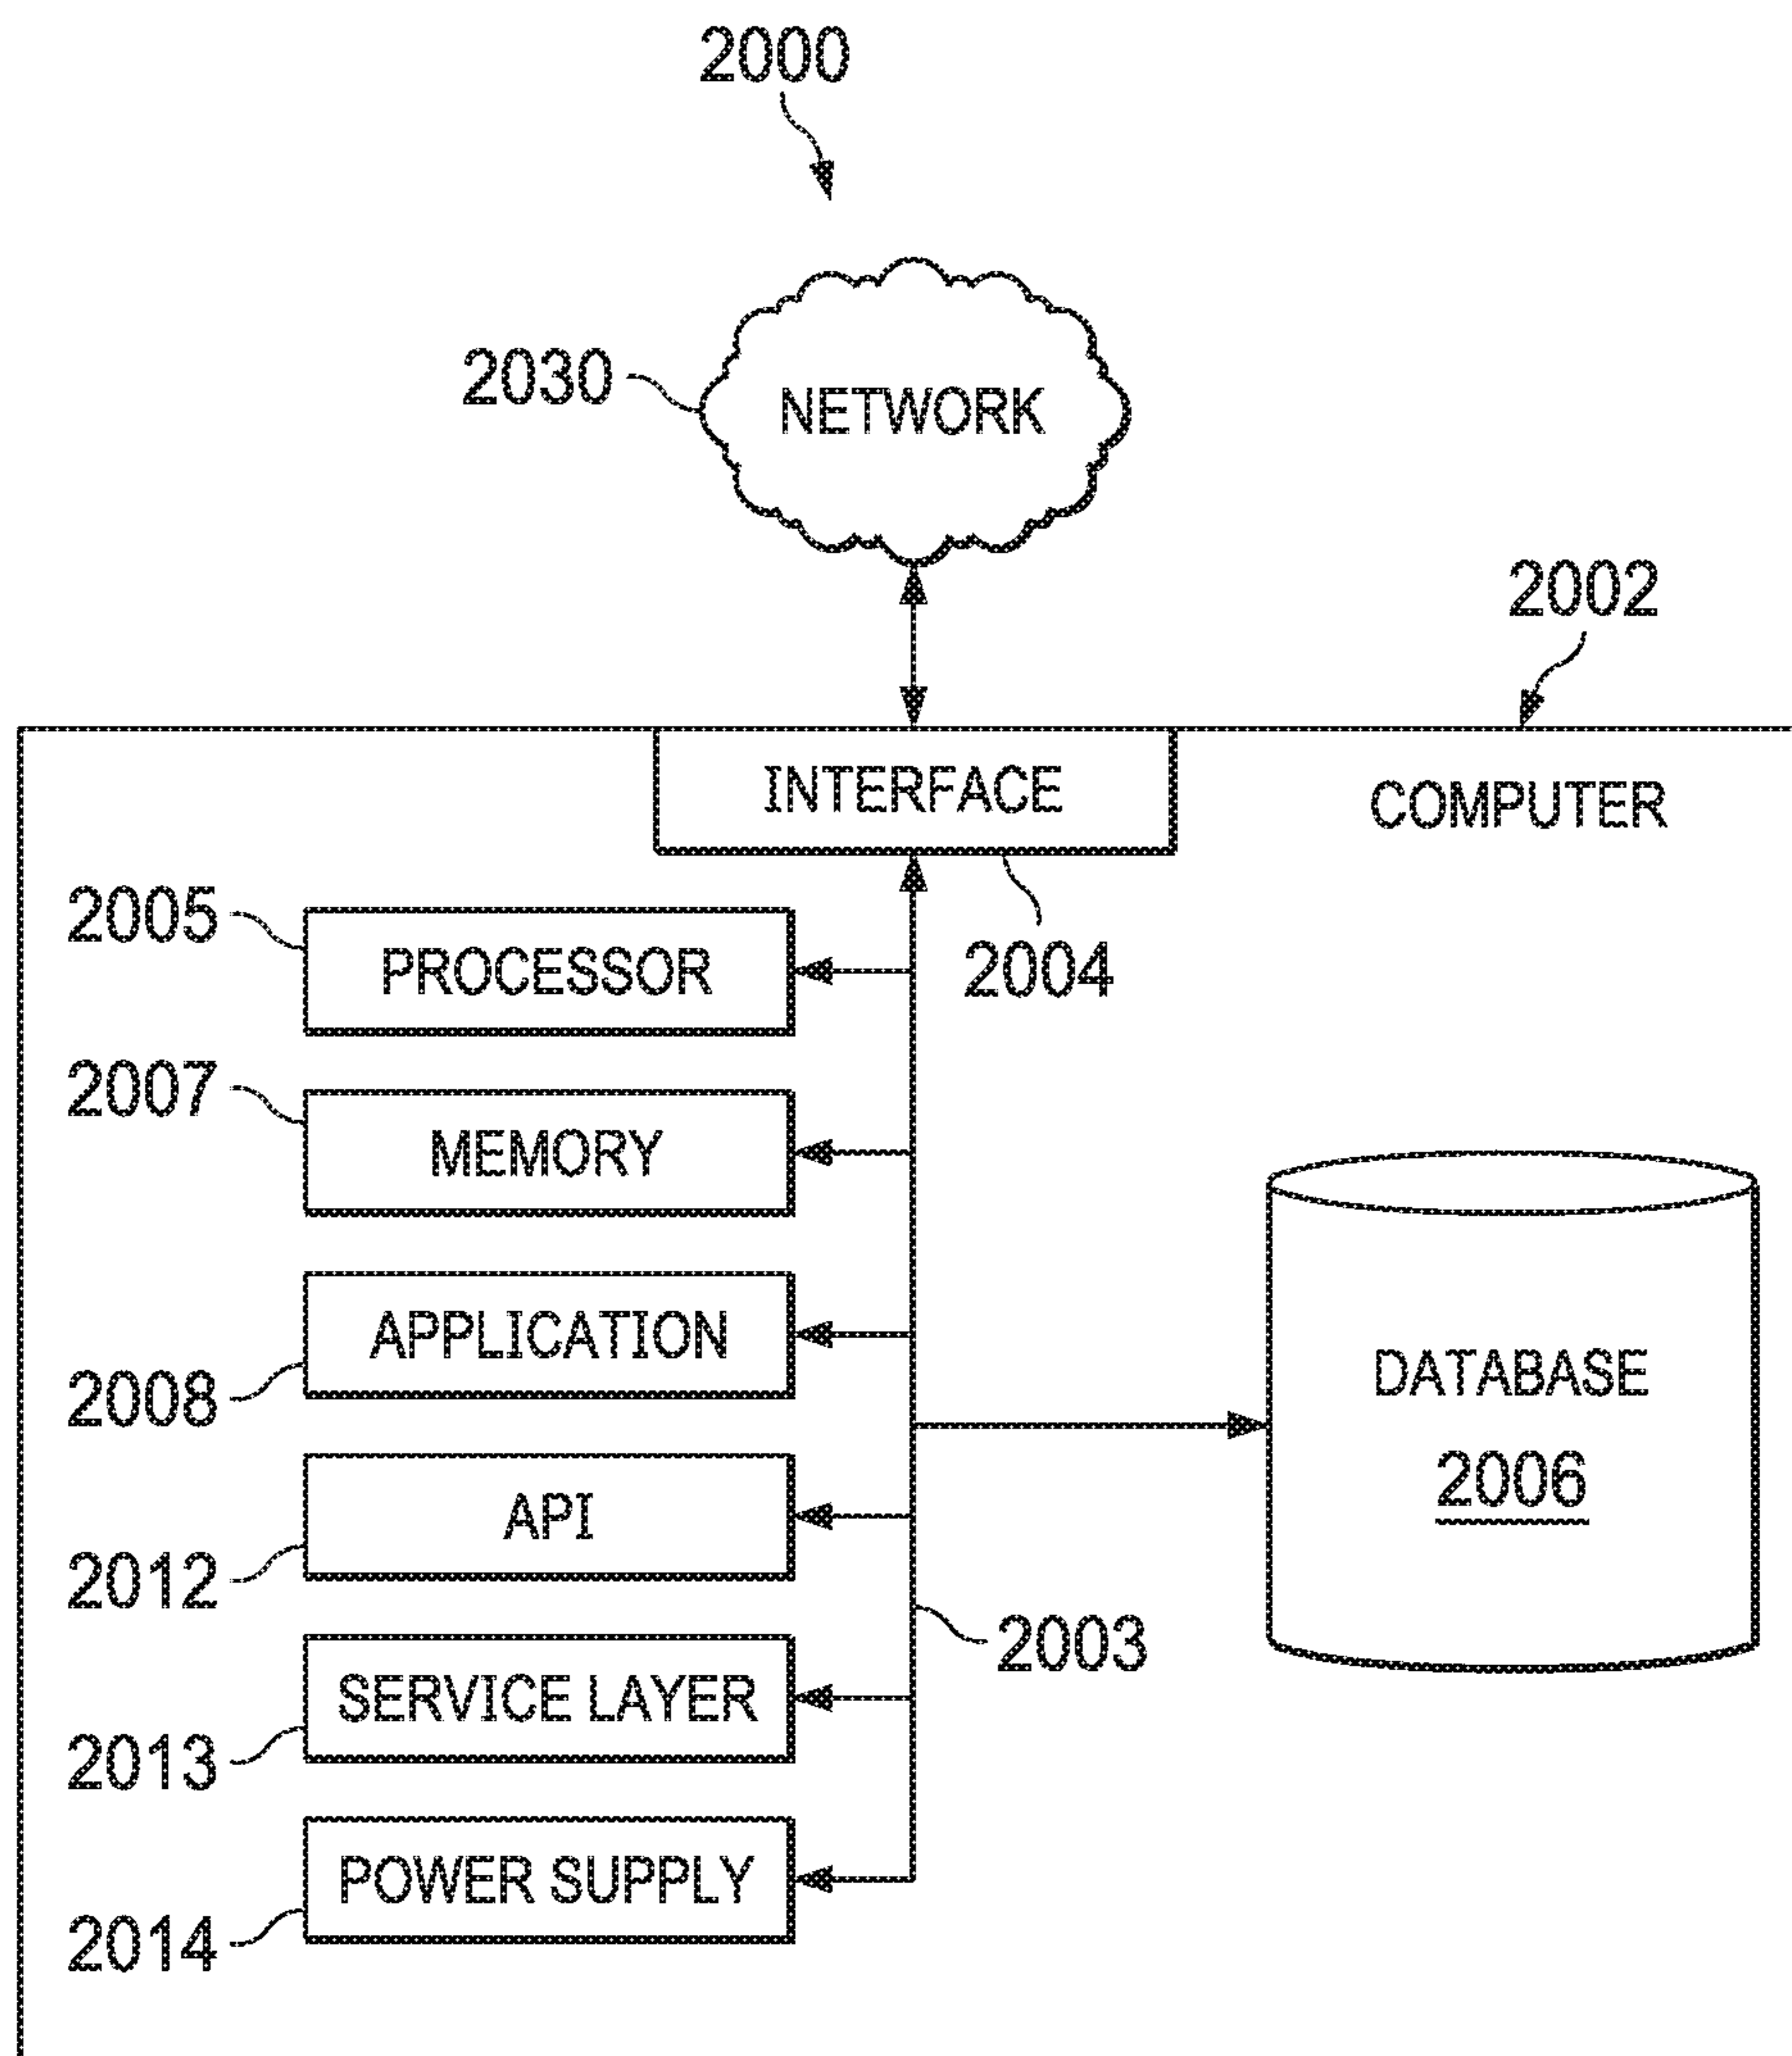 2000
2030
NETWORK
2002
INTERFACE
COMPUTER
2005
PROCESSOR
2004
2007
MEMORY
APPLICATION
2008
DATABASE
2006
API
2012
2003
SERVICE LAYER
2013
POWER SUPPLY
2014